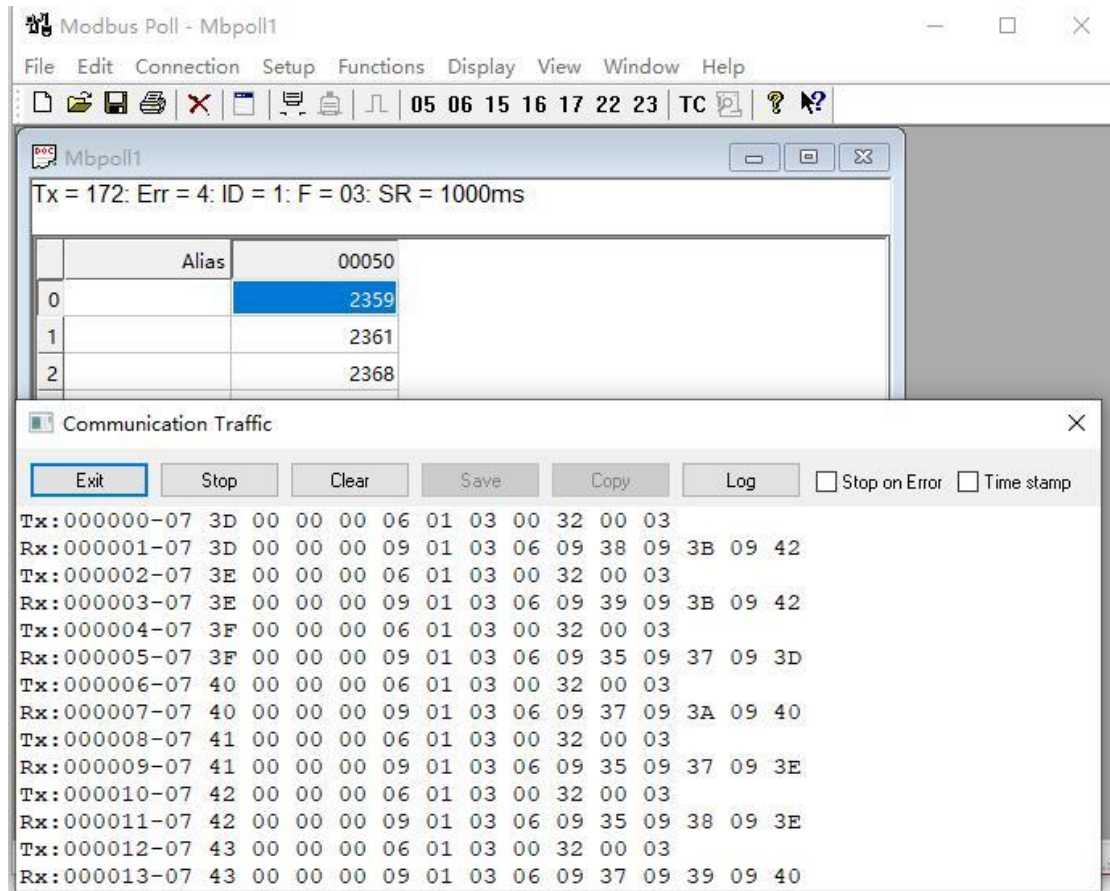 Modbus Poll - Mbpoll1
File Edit Connection Setup Functions Display View Window Help
05 06 15 16 17 22 23 TC
Mbpoll1
Tx = 172: Err = 4: ID = 1: F = 03: SR = 1000ms
Alias 00050
0 2359
1 2361
2 2368
Communication Traffic
Exit Stop Clear Save Copy Log Stop on Error Time stamp
Tx:000000-07 3D 00 00 00 06 01 03 00 32 00 03
Rx:000001-07 3D 00 00 00 09 01 03 06 09 38 09 3B 09 42
Tx:000002-07 3E 00 00 00 06 01 03 00 32 00 03
Rx:000003-07 3E 00 00 00 09 01 03 06 09 39 09 3B 09 42
Tx:000004-07 3F 00 00 00 06 01 03 00 32 00 03
Rx:000005-07 3F 00 00 00 09 01 03 06 09 35 09 37 09 3D
Tx:000006-07 40 00 00 00 06 01 03 00 32 00 03
Rx:000007-07 40 00 00 00 09 01 03 06 09 37 09 3A 09 40
Tx:000008-07 41 00 00 00 06 01 03 00 32 00 03
Rx:000009-07 41 00 00 00 09 01 03 06 09 35 09 37 09 3E
Tx:000010-07 42 00 00 00 06 01 03 00 32 00 03
Rx:000011-07 42 00 00 00 09 01 03 06 09 35 09 38 09 3E
Tx:000012-07 43 00 00 00 06 01 03 00 32 00 03
Rx:000013-07 43 00 00 00 09 01 03 06 09 37 09 39 09 40